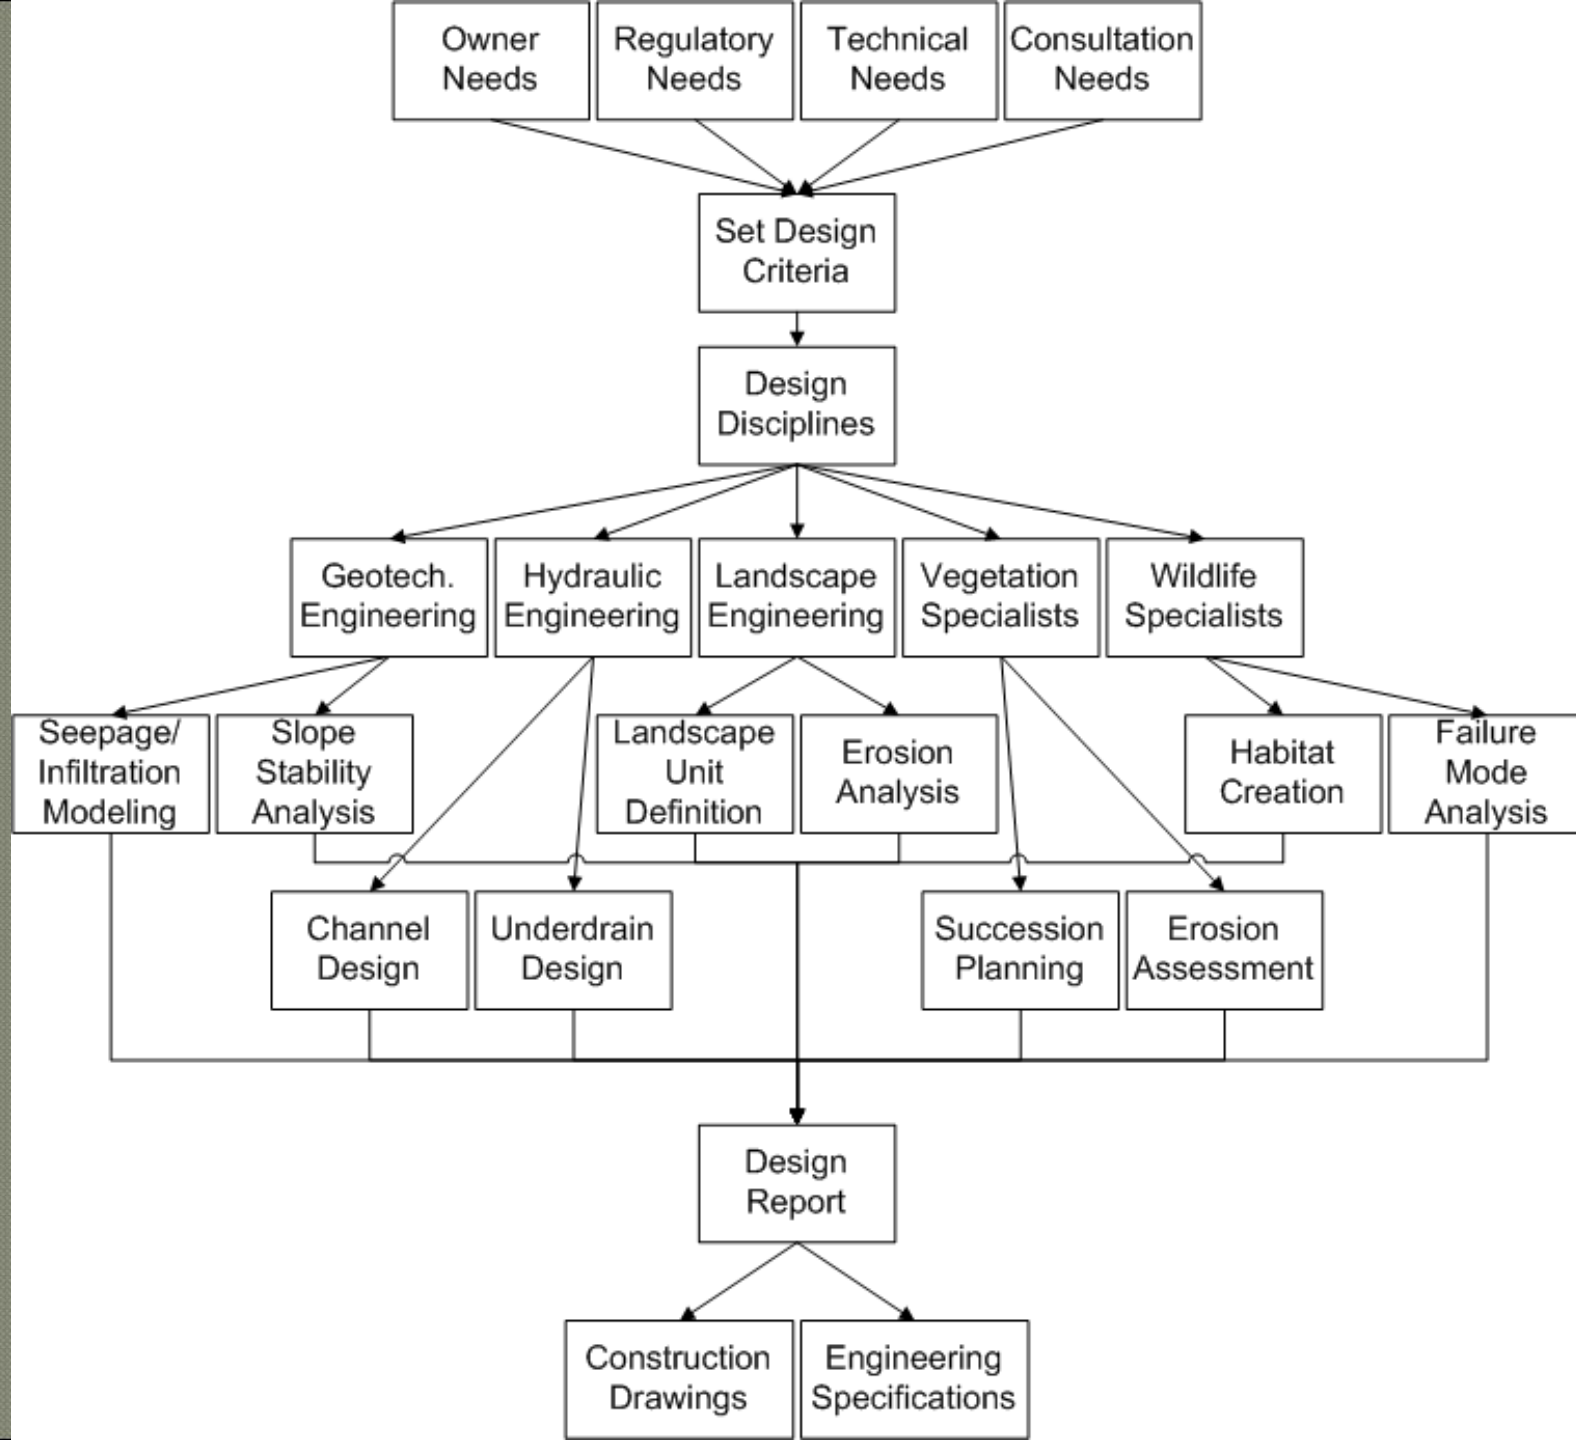 Owner
Needs
Regulatory
Needs
Technical
Needs
Consultation
Needs
Set Design
Criteria
Design
Disciplines
Geotech.
Engineering
Hydraulic
Engineering
Landscape
Engineering
Vegetation
Specialists
Wildlife
Specialists
Seepage/
Infiltration
Modeling
Slope
Stability
Analysis
Landscape
Unit
Definition
Erosion
Analysis
Habitat
Creation
Failure
Mode
Analysis
Channel
Design
Underdrain
Design
Succession
Planning
Erosion
Assessment
Design
Report
Construction
Drawings
Engineering
Specifications